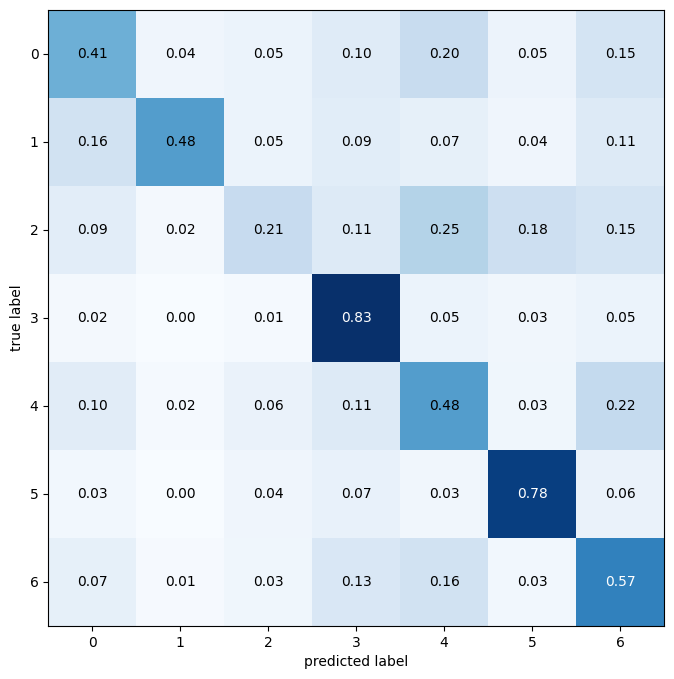 0 0.41 0.04 0.05 0.10 0.20 0.05 0.15
1 0.16 0.48 0.05 0.09 0.07 0.04 0.11
2 0.09 0.02 0.21 0.11 0.25 0.18 0.15
3 0.02 0.00 0.01 0.83 0.05 0.03 0.05
4 0.10 0.02 0.06 0.11 0.48 0.03 0.22
5 0.03 0.00 0.04 0.07 0.03 0.78 0.06
6 0.07 0.01 0.03 0.13 0.16 0.03 0.57
true label
0 1 2 3 4 5 6
predicted label